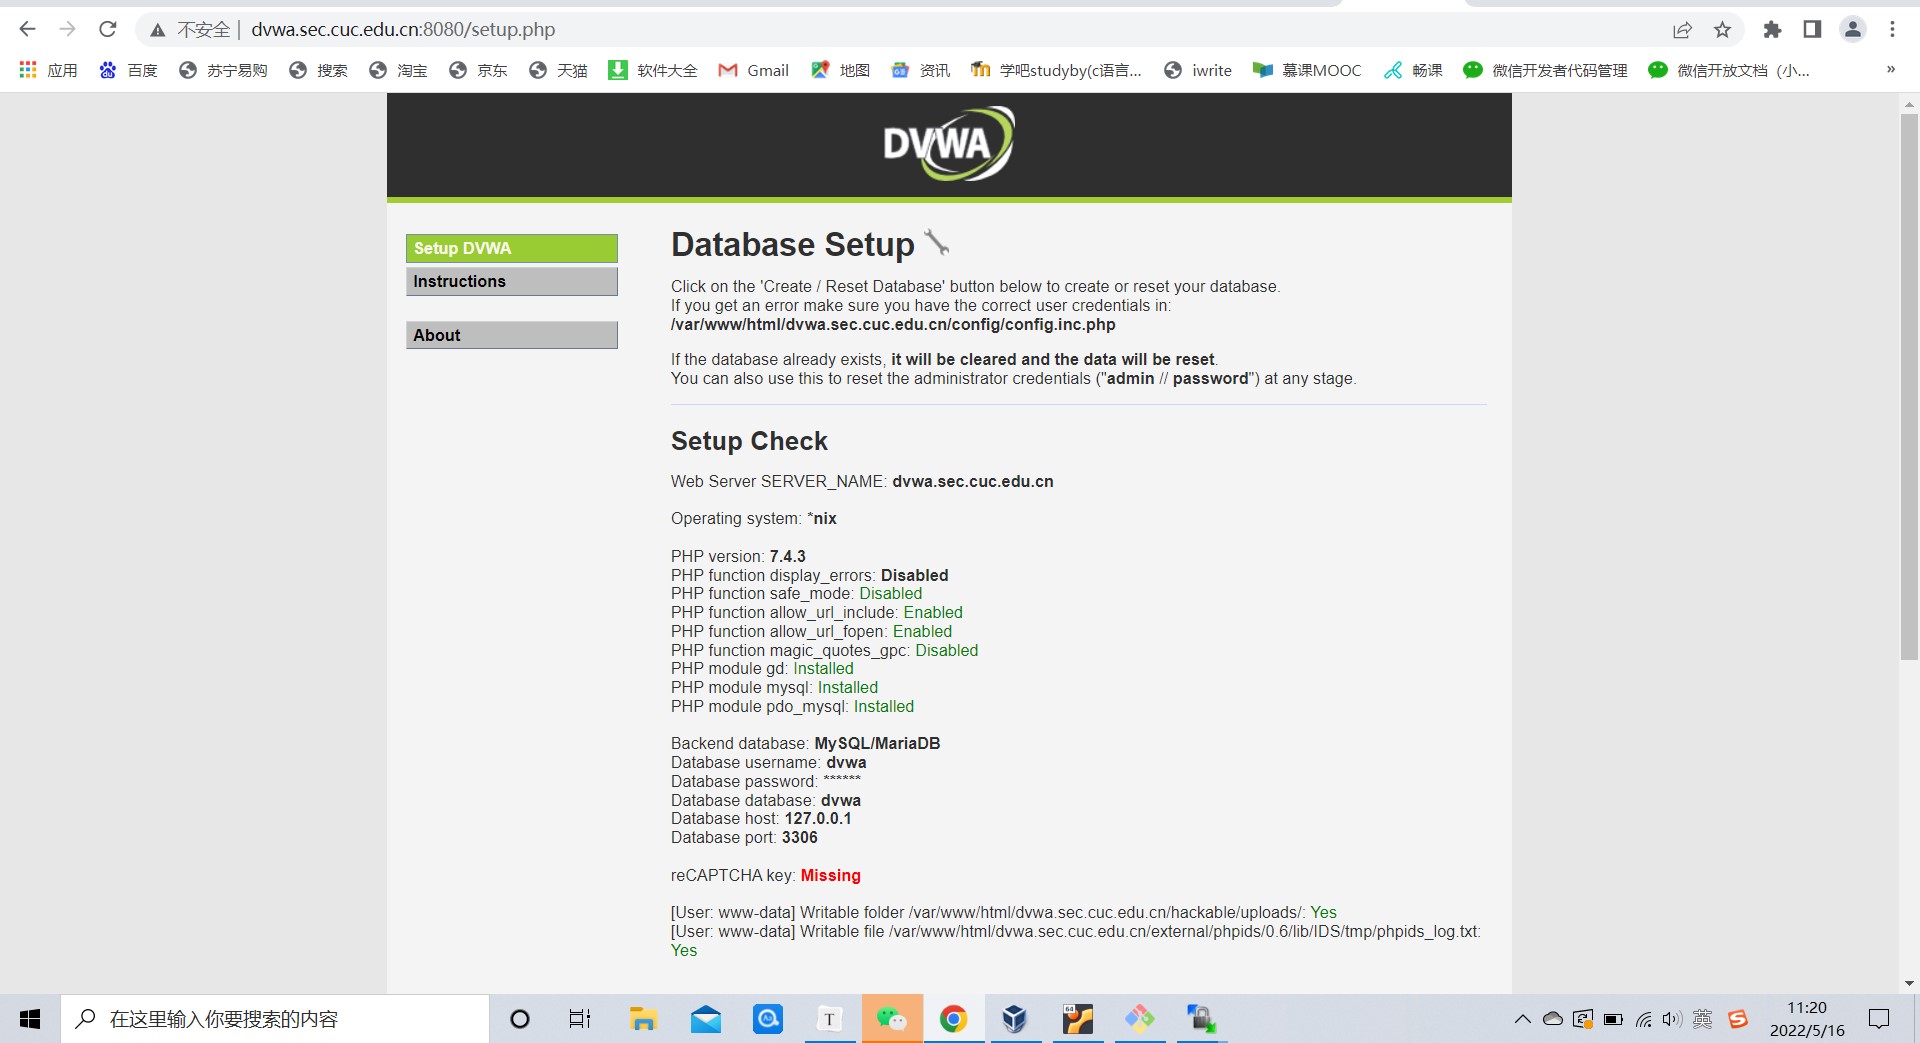 不安全 | dvwa.sec.cuc.edu.cn:8080/setup.php
应用 百度 苏宁易购 搜索 淘宝 京东 天猫 软件大全 Gmail 地图 资讯 学吧studyby(c语言... iwrite 慕课MOOC 畅课 微信开发者代码管理 微信开放文档（小... »
DVWA
Setup DVWA
Instructions
About
Database Setup
Click on the 'Create / Reset Database' button below to create or reset your database.
If you get an error make sure you have the correct user credentials in:
/var/www/html/dvwa.sec.cuc.edu.cn/config/config.inc.php
If the database already exists, it will be cleared and the data will be reset.
You can also use this to reset the administrator credentials ("admin // password") at any stage.
Setup Check
Web Server SERVER_NAME: dvwa.sec.cuc.edu.cn
Operating system: *nix
PHP version: 7.4.3
PHP function display_errors: Disabled
PHP function safe_mode: Disabled
PHP function allow_url_include: Enabled
PHP function allow_url_fopen: Enabled
PHP function magic_quotes_gpc: Disabled
PHP module gd: Installed
PHP module mysql: Installed
PHP module pdo_mysql: Installed
Backend database: MySQL/MariaDB
Database username: dvwa
Database password: ******
Database database: dvwa
Database host: 127.0.0.1
Database port: 3306
reCAPTCHA key: Missing
[User: www-data] Writable folder /var/www/html/dvwa.sec.cuc.edu.cn/hackable/uploads/: Yes
[User: www-data] Writable file /var/www/html/dvwa.sec.cuc.edu.cn/external/phpids/0.6/lib/IDS/tmp/phpids_log.txt:
Yes
在这里输入你要搜索的内容
T
64
英
11:20
2022/5/16